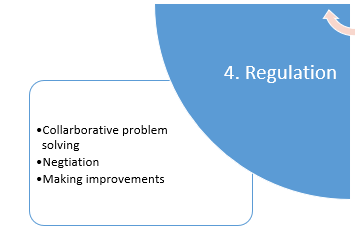 4. Regulation
•Collarborative problem
solving
•Negtiation
•Making improvements